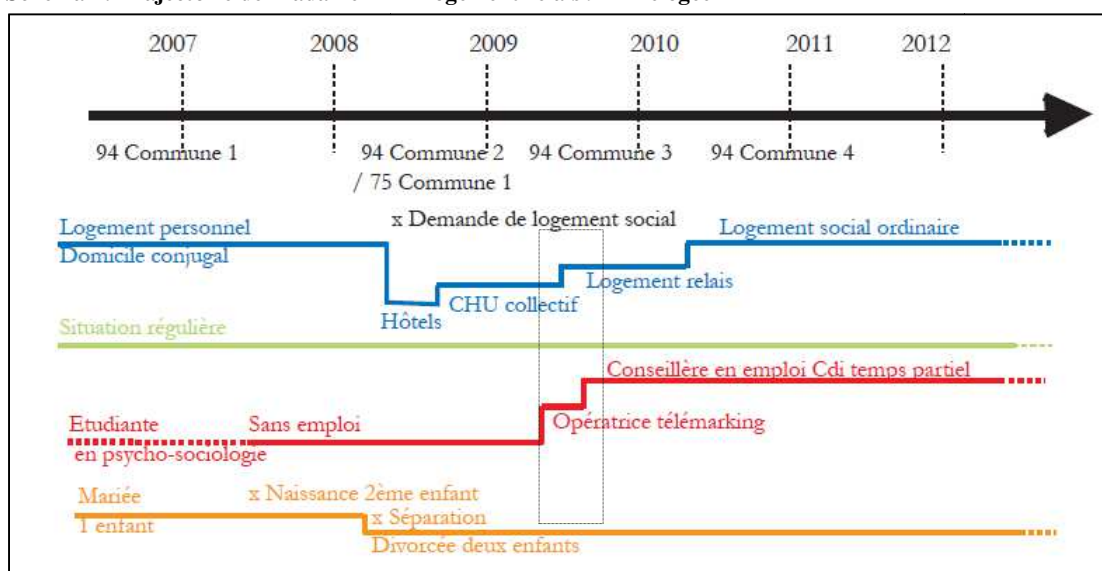 2007 2008 2009 2010 2011 2012
94 Commune 1 94 Commune 2 94 Commune 3 94 Commune 4
/ 75 Commune 1
x Demande de logement social
Logement personnel Logement social ordinaire
Domicile conjugal
Logement relais
CHU collectif
Hôtels
Situation régulière
Conseillère en emploi Cdi temps partiel
Etudiante Sans emploi Opératrice télémarking
en psycho-sociologie
Mariée x Naissance 2ème enfant
1 enfant x Séparation
Divorcée deux enfants